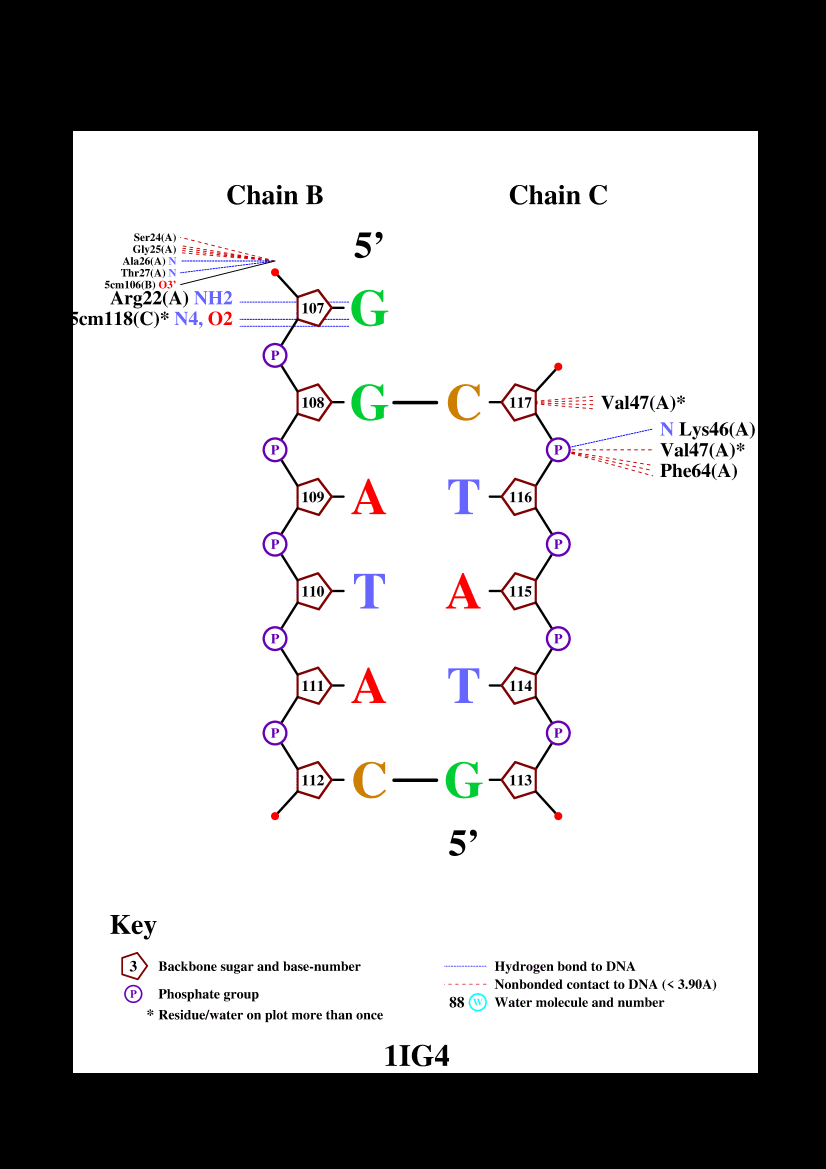 Chain B Chain C
5’
Ser24(A)
Gly25(A)
Ala26(A) N
Thr27(A) N
5cm106(B) O3’
Arg22(A) NH2
5cm118(C)* N4, O2
107 G
P
108 G C 117 Val47(A)*
P P N Lys46(A)
Val47(A)*
Phe64(A)
109 A T 116
P P
110 T A 115
P P
111 A T 114
P P
112 C G 113
5’
Key
3 Backbone sugar and base-number
P Phosphate group
* Residue/water on plot more than once
Hydrogen bond to DNA
Nonbonded contact to DNA (< 3.90A)
88 W Water molecule and number
1IG4